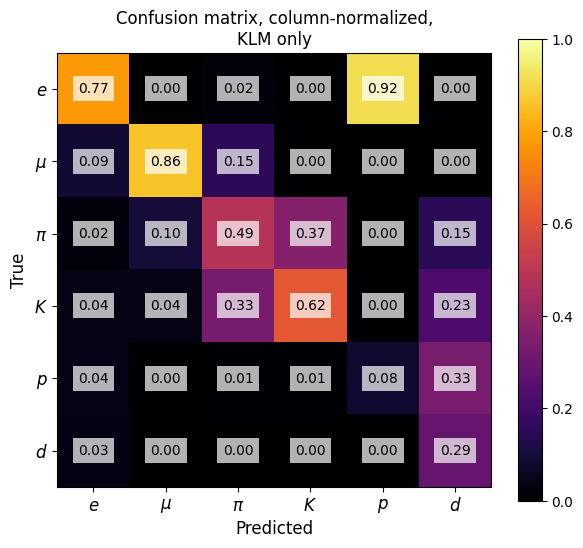 Confusion matrix, column-normalized,
KLM only
True
e 0.77 0.00 0.02 0.00 0.92 0.00
μ 0.09 0.86 0.15 0.00 0.00 0.00
π 0.02 0.10 0.49 0.37 0.00 0.15
K 0.04 0.04 0.33 0.62 0.00 0.23
p 0.04 0.00 0.01 0.01 0.08 0.33
d 0.03 0.00 0.00 0.00 0.00 0.29
e μ π K p d
Predicted
1.0
0.8
0.6
0.4
0.2
0.0